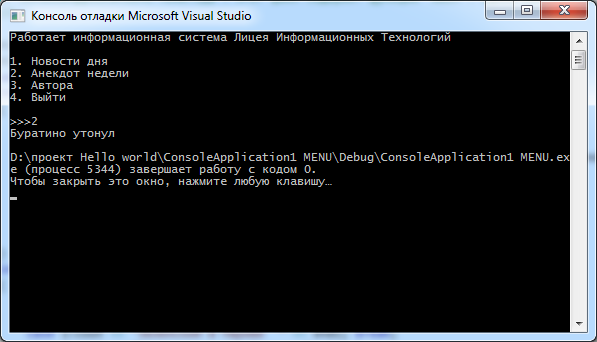 Консоль отладки Microsoft Visual Studio
Работает информационная система Лицея Информационных Технологий
1. Новости дня
2. Анекдот недели
3. Автора
4. Выйти
>>>2
Буратино утонул
D:\проект Hello world\ConsoleApplication1 MENU\Debug\ConsoleApplication1 MENU.ex
e (процесс 5344) завершает работу с кодом 0.
Чтобы закрыть это окно, нажмите любую клавишу…